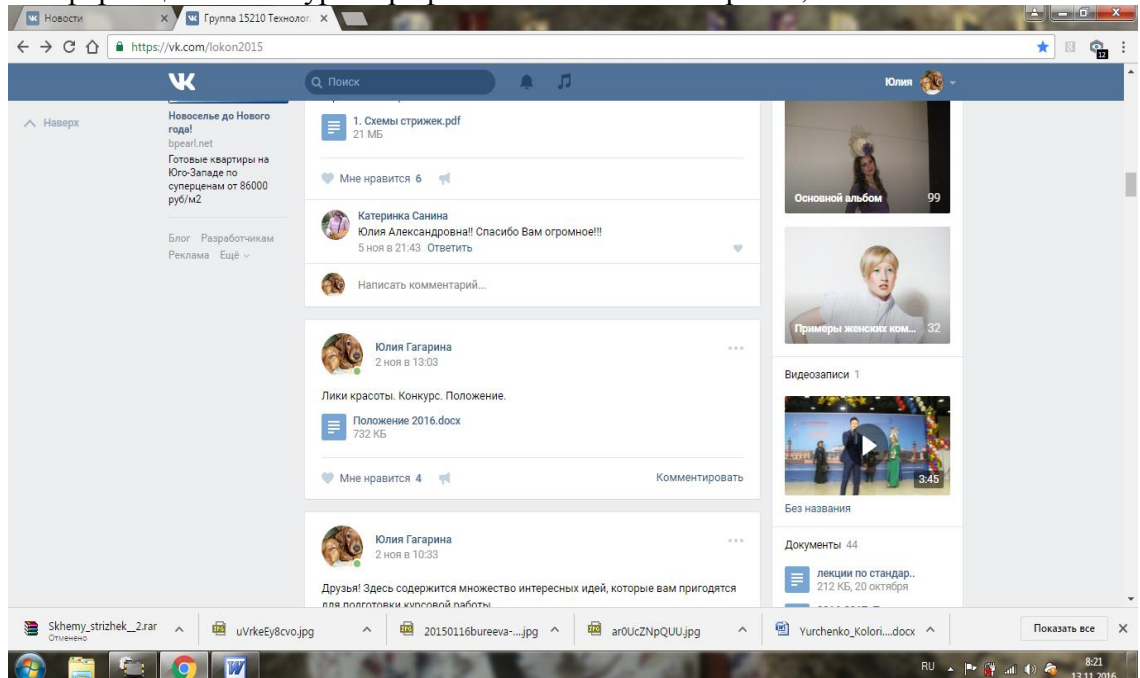 Новости
Группа 15210 Технолог.
https://vk.com/lokon2015
12
Поиск
Юлия
Наверх
Новоселье до Нового
года!
bpearl.net
Готовые квартиры на
Юго-Западе по
суперценам от 86000
руб/м2
Блог Разработчикам
Реклама Ещё
1. Схемы стрижек.pdf
21 МБ
Мне нравится 6
Катеринка Санина
Юлия Александровна!! Спасибо Вам огромное!!!
5 ноя в 21:43 Ответить
Написать комментарий...
Юлия Гагарина
2 ноя в 13:03
Лики красоты. Конкурс. Положение.
Положение 2016.docx
732 КБ
Мне нравится 4
Комментировать
Юлия Гагарина
2 ноя в 10:33
Друзья! Здесь содержится множество интересных идей, которые вам пригодятся
для подготовки курсовой работы
Основной альбом 99
Примеры женских ком... 32
Видеозаписи 1
3:45
Без названия
Документы 44
лекции по стандар..
212 КБ, 20 октября
Skhemy_strizhek__2.rar
Отменено
uVrkeEy8cvo.jpg
20150116bureeva-....jpg
ar0UcZNpQUU.jpg
Yurchenko_Kolori....docx
Показать все
RU
8:21
13.11.2016